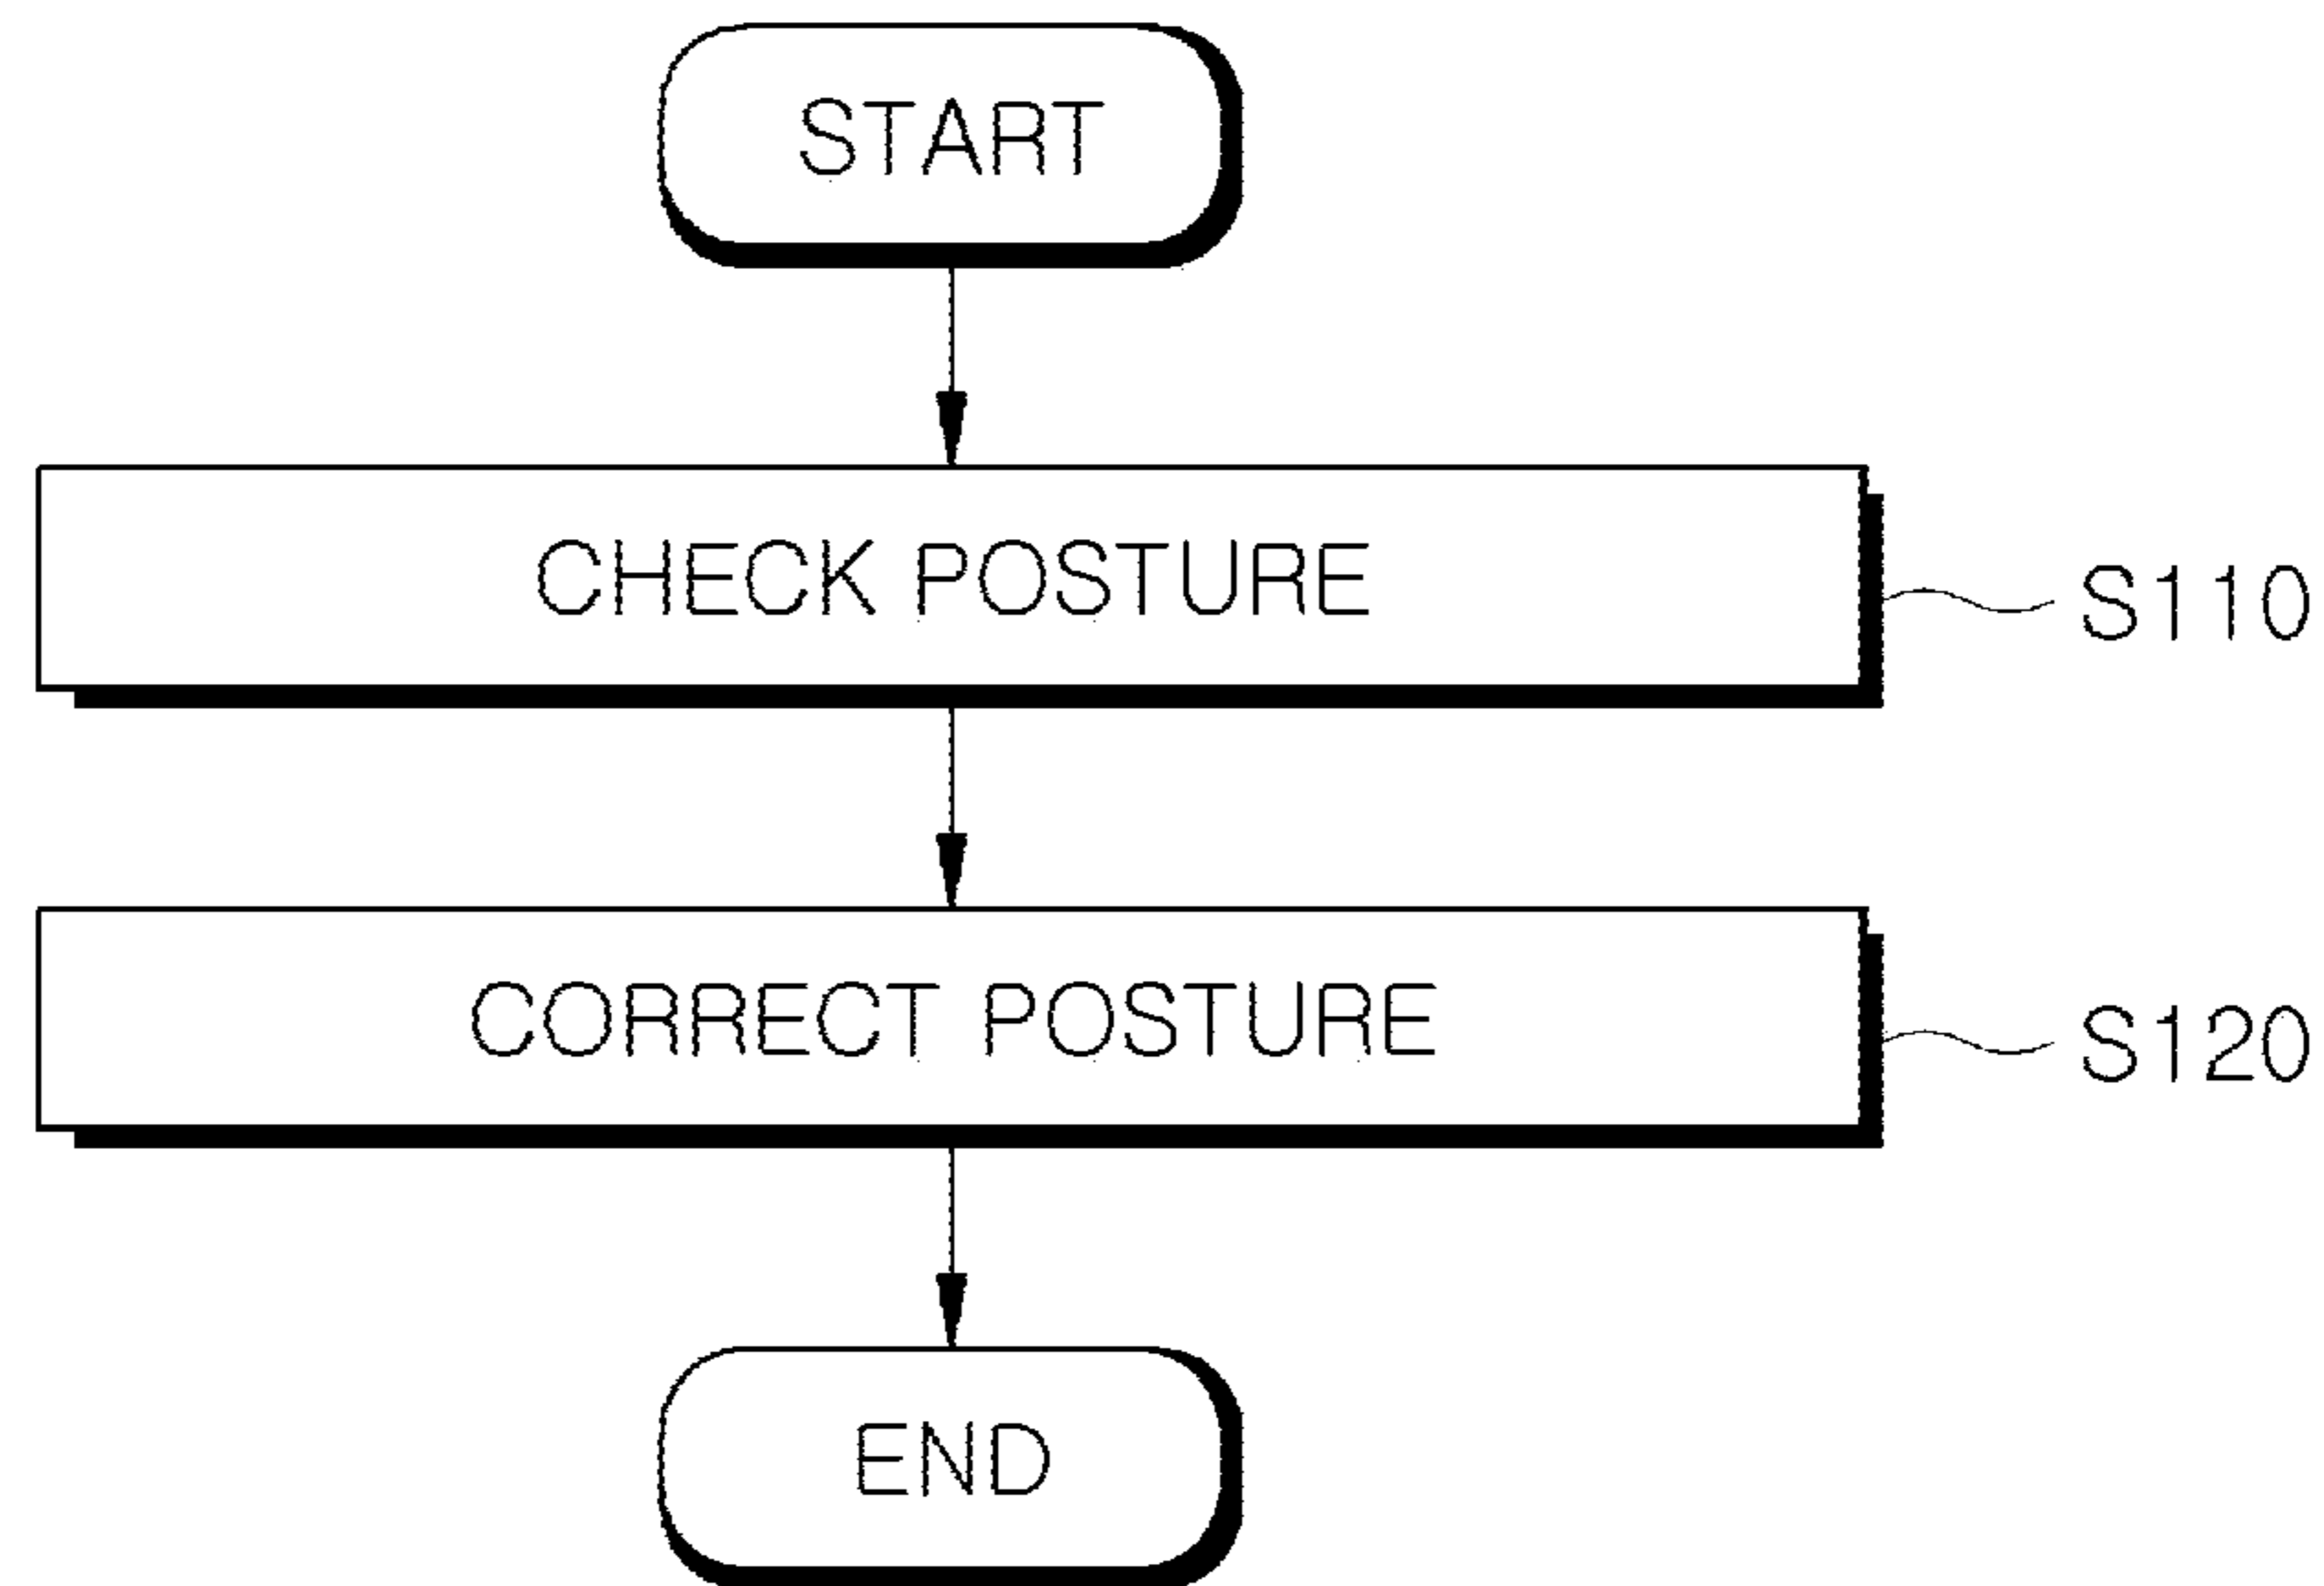 START
CHECK POSTURE
S110
CORRECT POSTURE
S120
END